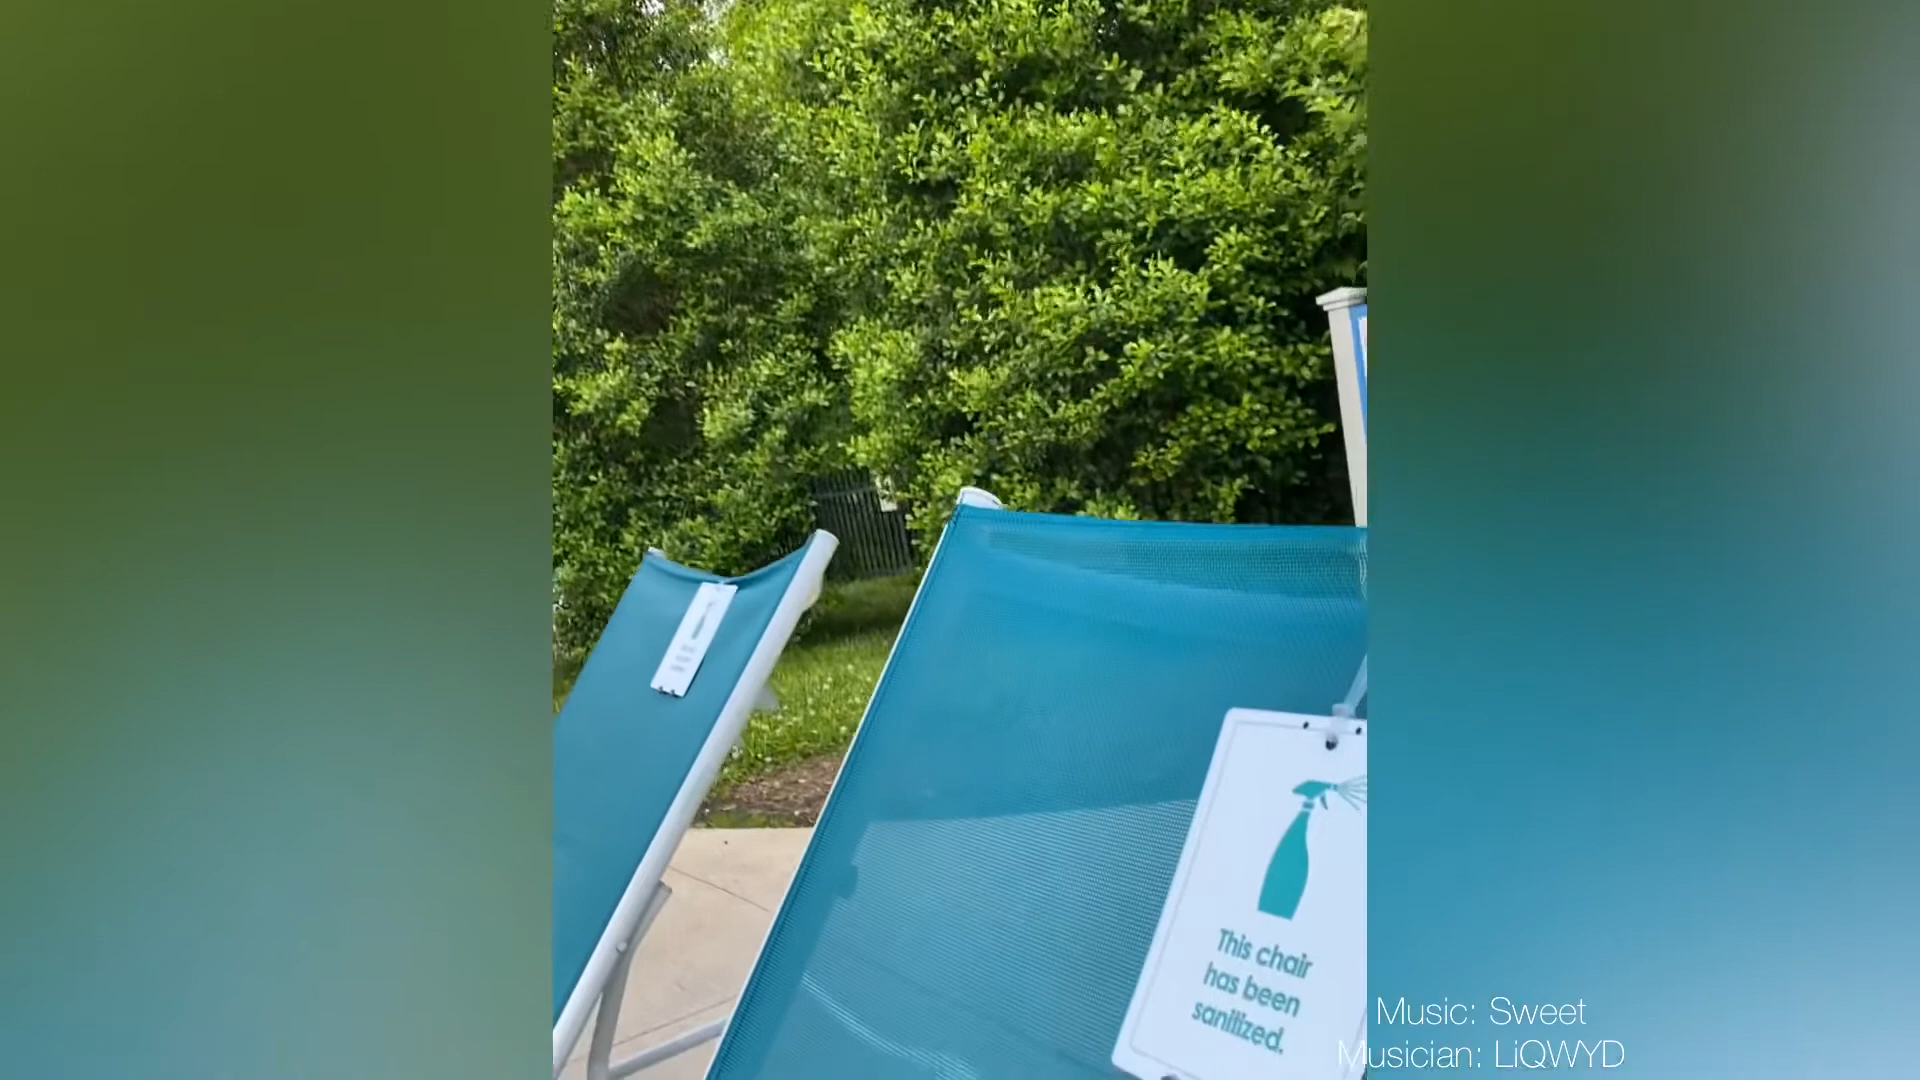 This chair
has been
sanitized.
Music: Sweet
Musician: LiQWYD